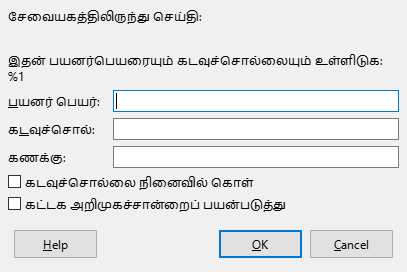 சேவையகத்திலிருந்து செய்தி:
இதன் பயனர்பெயரையும் கடவுச்சொல்லையும் உள்ளிடுக:
%1
பயனர் பெயர்:
கடவுச்சொல்:
கணக்கு:
கடவுச்சொல்லை நினைவில் கொள்
கட்டக அறிமுகச்சான்றைப் பயன்படுத்து
Help OK Cancel